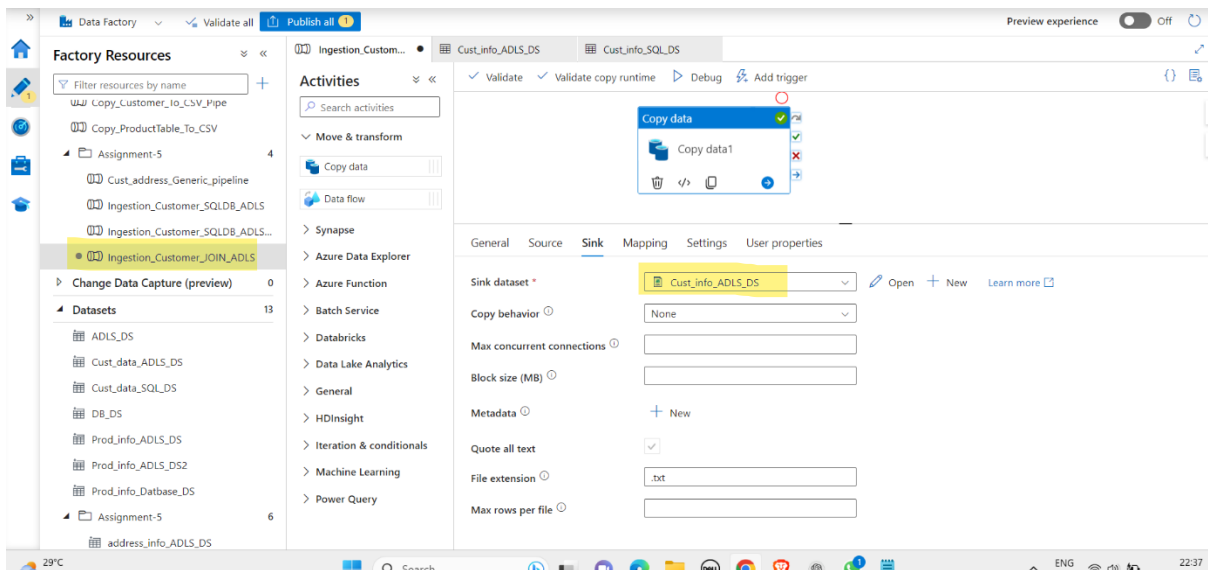 Data Factory
Validate all
Publish all 1
Preview experience
Off
Factory Resources
Filter resources by name
Copy_Customer_To_CSV_Pipe
Copy_ProductTable_To_CSV
Assignment-5 4
Cust_address_Generic_pipeline
Ingestion_Customer_SQLDB_ADLS
Ingestion_Customer_SQLDB_ADLS...
Ingestion_Customer_JOIN_ADLS
Change Data Capture (preview) 0
Datasets 13
ADLS_DS
Cust_data_ADLS_DS
Cust_data_SQL_DS
DB_DS
Prod_info_ADLS_DS
Prod_info_ADLS_DS2
Prod_info_Datbase_DS
Assignment-5 6
address_info_ADLS_DS
Ingestion_Custom...
Cust_info_ADLS_DS
Cust_info_SQL_DS
Activities
Search activities
Move & transform
Copy data
Data flow
Synapse
Azure Data Explorer
Azure Function
Batch Service
Databricks
Data Lake Analytics
General
HDInsight
Iteration & conditionals
Machine Learning
Power Query
Validate
Validate copy runtime
Debug
Add trigger
Copy data
Copy data1
General Source Sink Mapping Settings User properties
Sink dataset *
Cust_info_ADLS_DS
Open
New
Learn more
Copy behavior
None
Max concurrent connections
Block size (MB)
Metadata
New
Quote all text
File extension
.txt
Max rows per file
1
29°C
Search
DELL
1
ENG
22:37